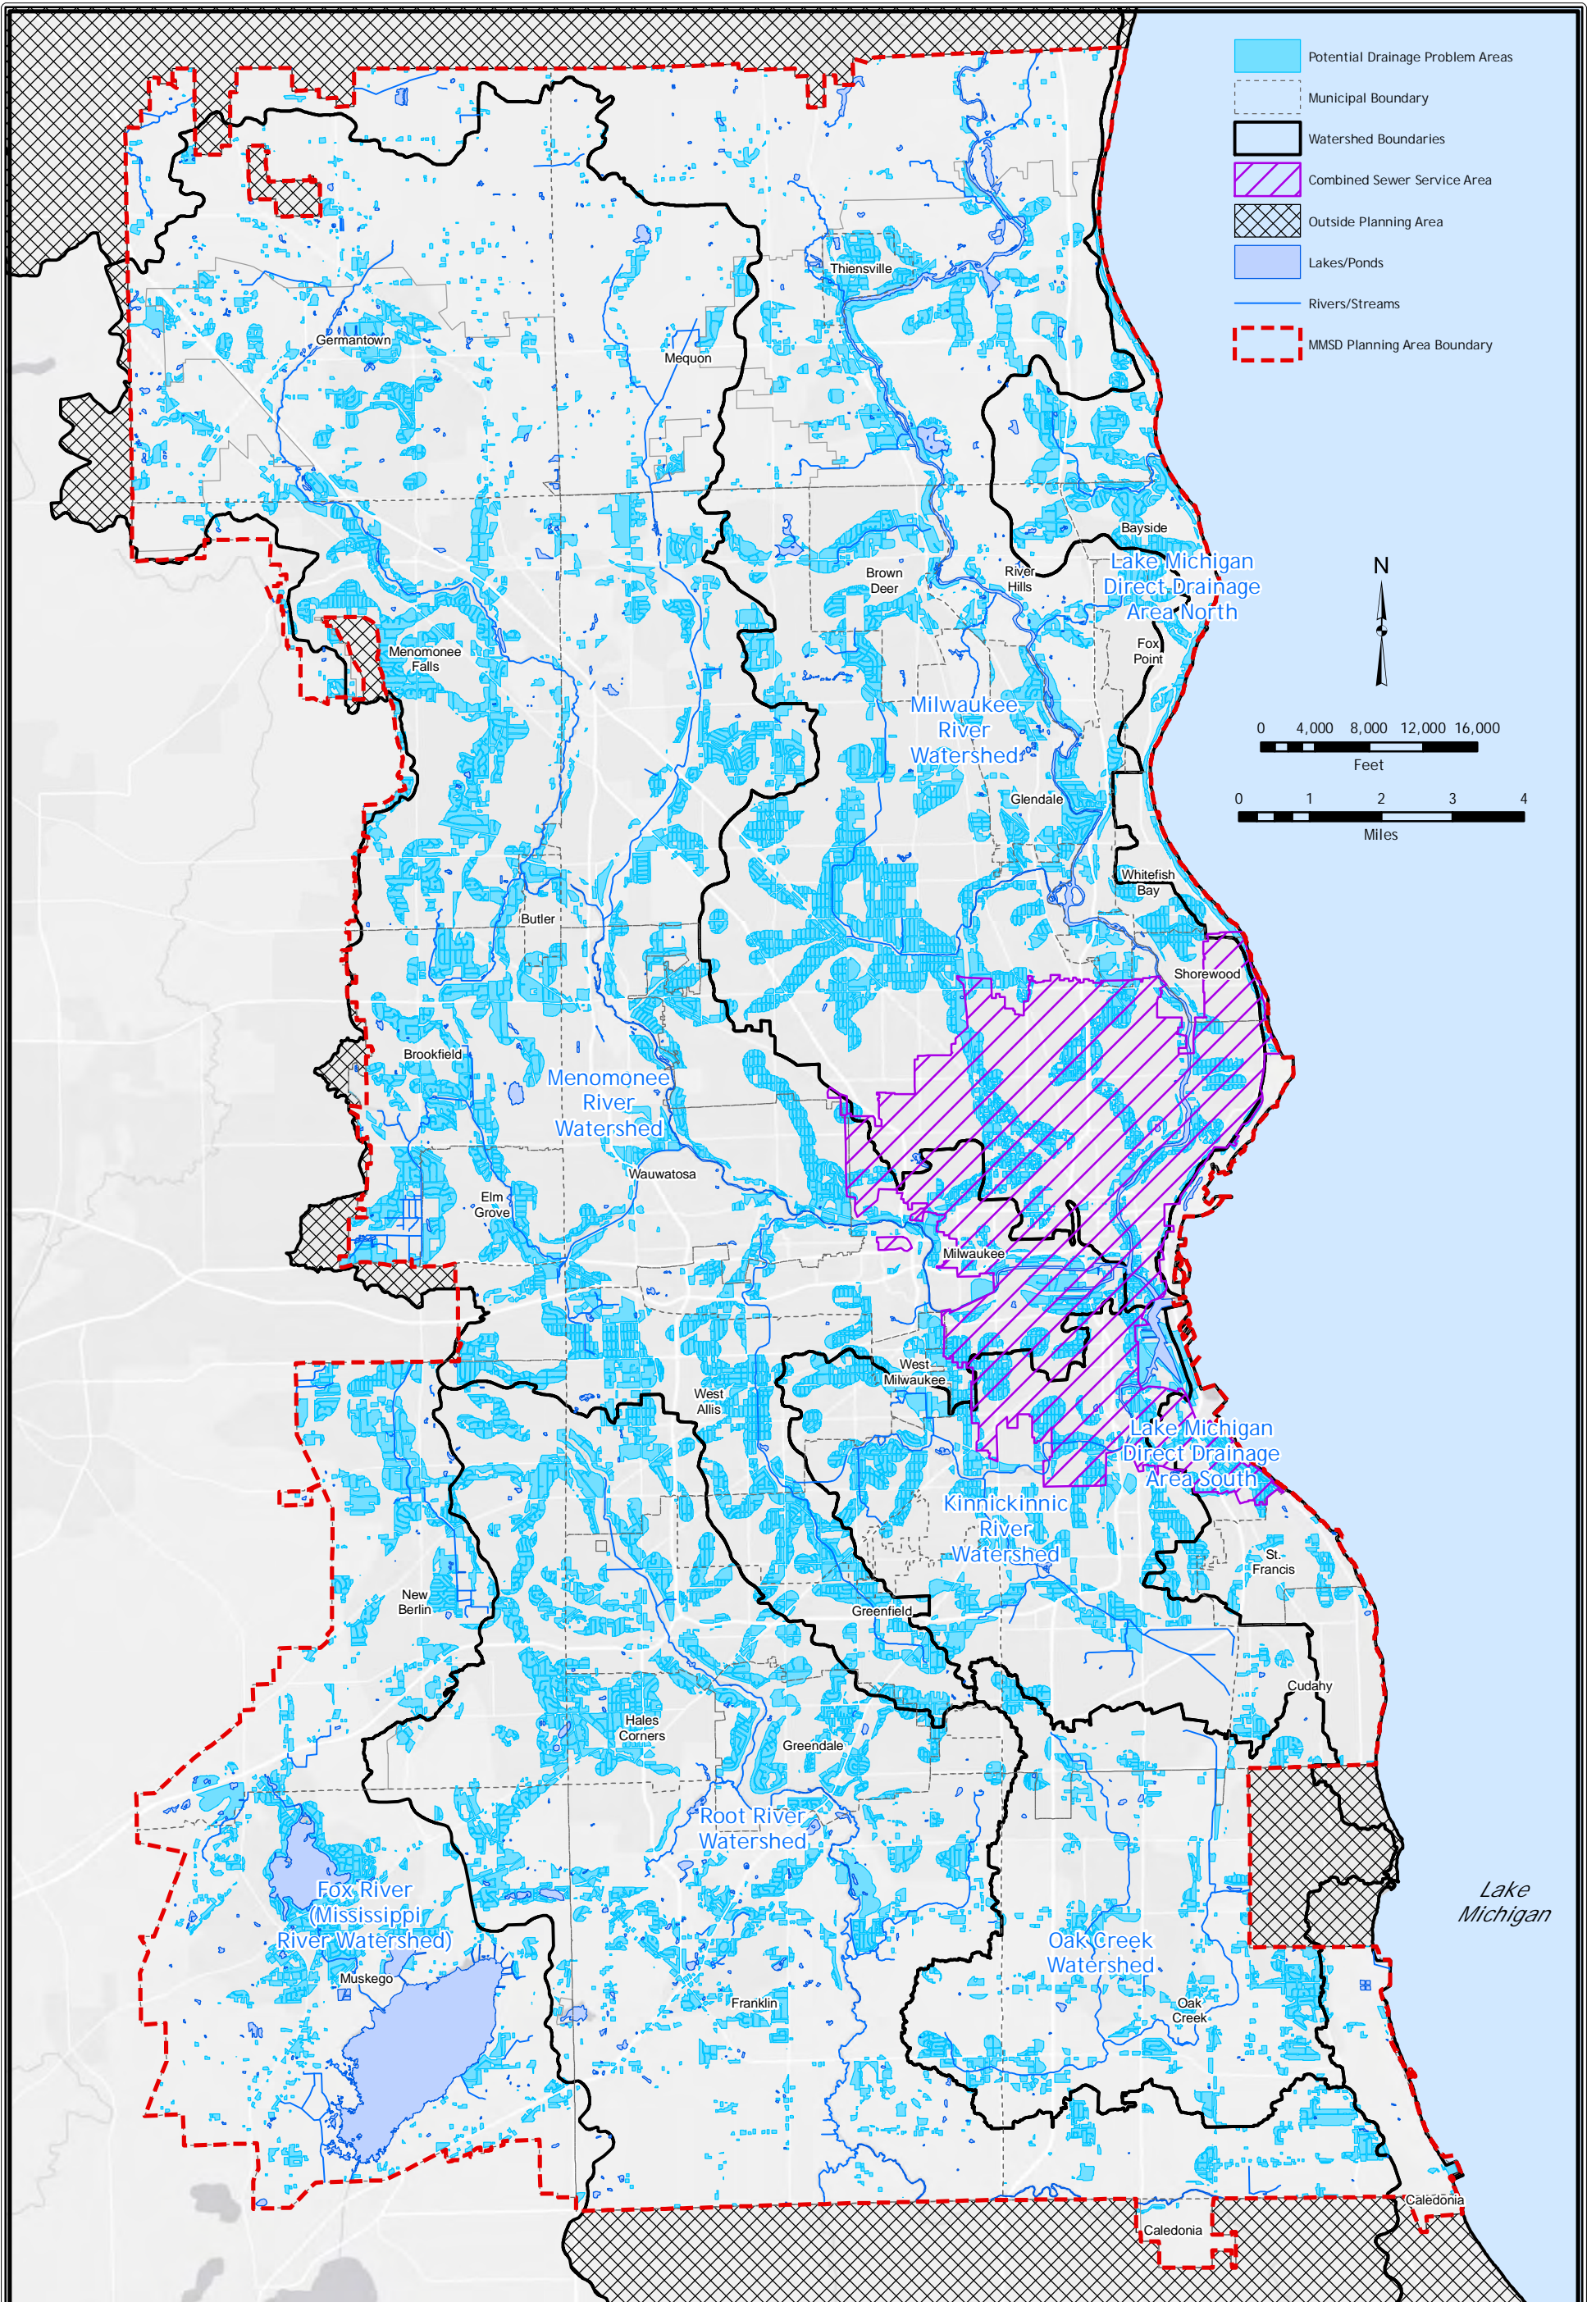 Potential Drainage Problem Areas
Municipal Boundary
Watershed Boundaries
Combined Sewer Service Area
Outside Planning Area
Lakes/Ponds
Rivers/Streams
MMSD Planning Area Boundary
Thiensville
Germantown
Mequon
Bayside
Lake Michigan
Direct Drainage
Area North
Brown
Deer
River
Hills
N
Menomonee
Falls
Fox
Point
Milwaukee
River
Watershed
0 4,000 8,000 12,000 16,000
Feet
Glendale
0 1 2 3 4
Miles
Whitefish
Bay
Butler
Shorewood
Brookfield
Menomonee
River
Watershed
Wauwatosa
Elm
Grove
Milwaukee
West
Milwaukee
West
Allis
Lake Michigan
Direct Drainage
Area South
Kinnickinnic
River
Watershed
St.
Francis
New
Berlin
Greenfield
Cudahy
Hales
Corners
Greendale
Root River
Watershed
Fox River
(Mississippi
River Watershed)
Lake
Michigan
Oak Creek
Watershed
Muskego
Franklin
Oak
Creek
Caledonia
Caledonia